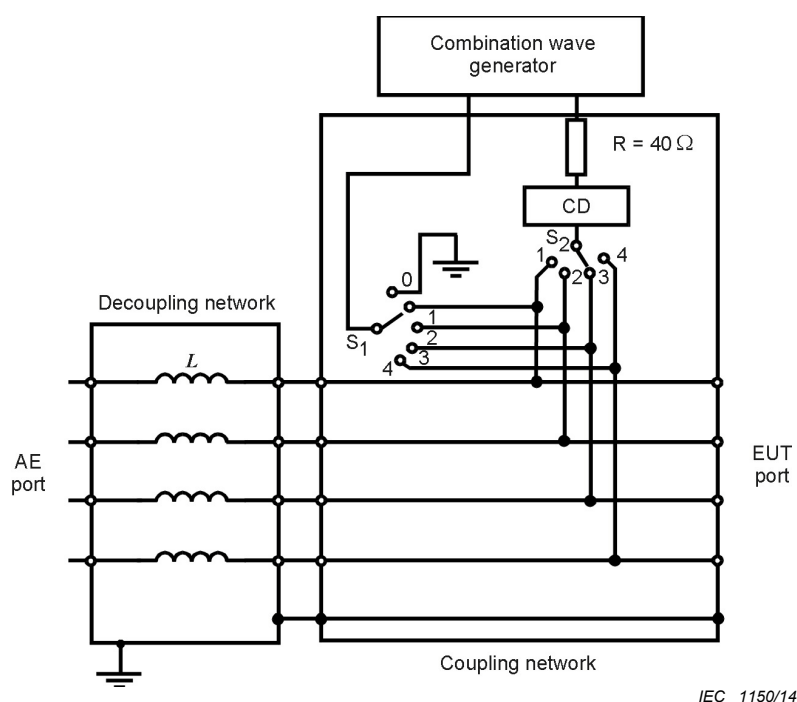 Combination wave
generator
R = 40 Ω
CD
S2
1
2
3
4
0
1
2
3
4
S1
Decoupling network
L
AE
port
EUT
port
Coupling network
IEC 1150/14